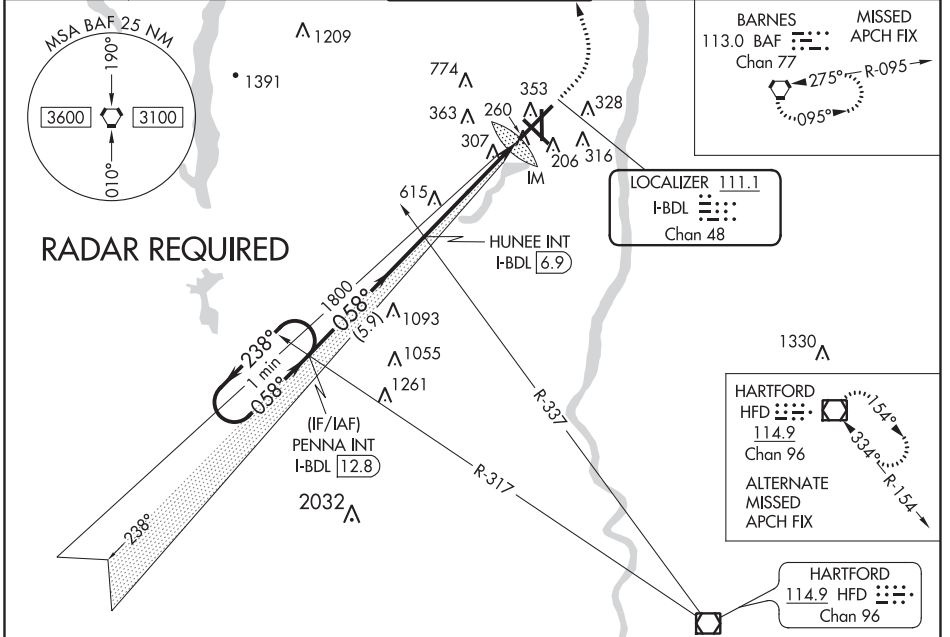 MSA BAF 25 NM
190°
3600
3100
010°
1209
1391
774
363
260
353
328
307
206
316
IM
615
BARNES
113.0 BAF
Chan 77
MISSED
APCH FIX
275°
R-095
095°
LOCALIZER 111.1
I-BDL
Chan 48
RADAR REQUIRED
HUNEE INT
I-BDL 6.9
1800
058°
(5.9)
238°
1 min
058°
1093
1055
1261
1330
(IF/IAF)
PENNA INT
I-BDL 12.8
R-337
R-317
2032
238°
HARTFORD
HFD
114.9
Chan 96
154°
334°
R-154
ALTERNATE
MISSED
APCH FIX
HARTFORD
114.9 HFD
Chan 96